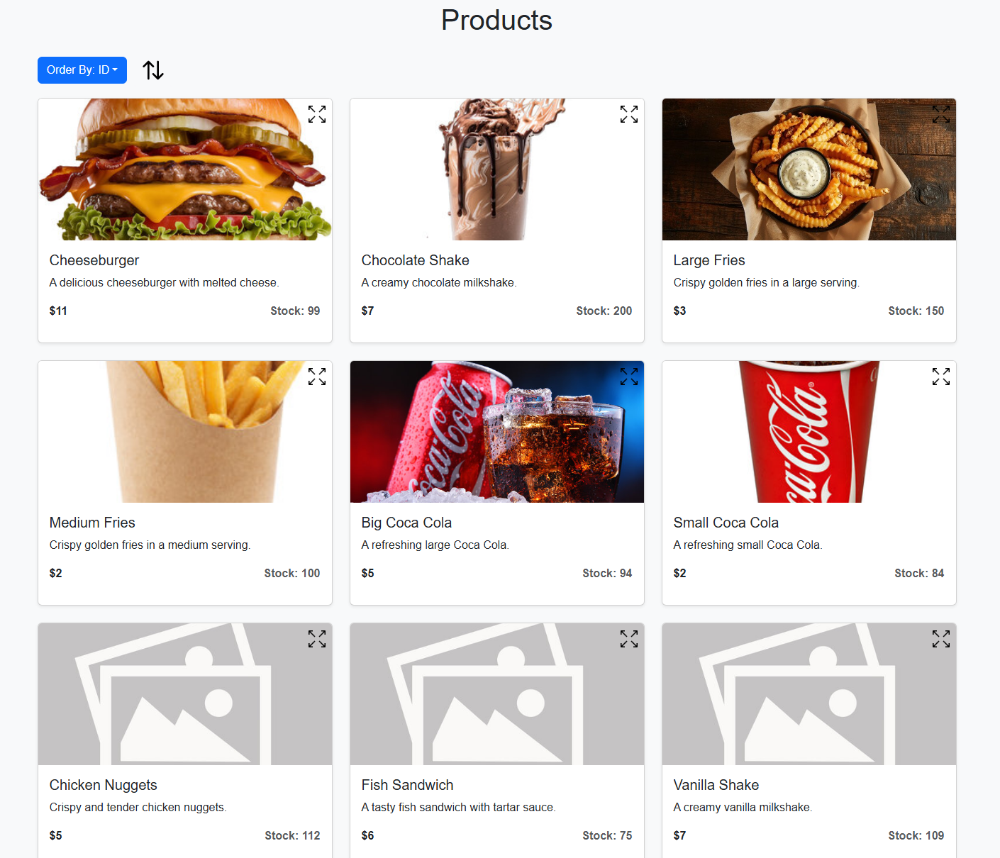 Products
Order By: ID
Cheeseburger
A delicious cheeseburger with melted cheese.
$11 Stock: 99
Chocolate Shake
A creamy chocolate milkshake.
$7 Stock: 200
Large Fries
Crispy golden fries in a large serving.
$3 Stock: 150
Coca-Cola
Coca-Cola
Medium Fries
Crispy golden fries in a medium serving.
$2 Stock: 100
Big Coca Cola
A refreshing large Coca Cola.
$5 Stock: 94
Small Coca Cola
A refreshing small Coca Cola.
$2 Stock: 84
Chicken Nuggets
Crispy and tender chicken nuggets.
$5 Stock: 112
Fish Sandwich
A tasty fish sandwich with tartar sauce.
$6 Stock: 75
Vanilla Shake
A creamy vanilla milkshake.
$7 Stock: 109